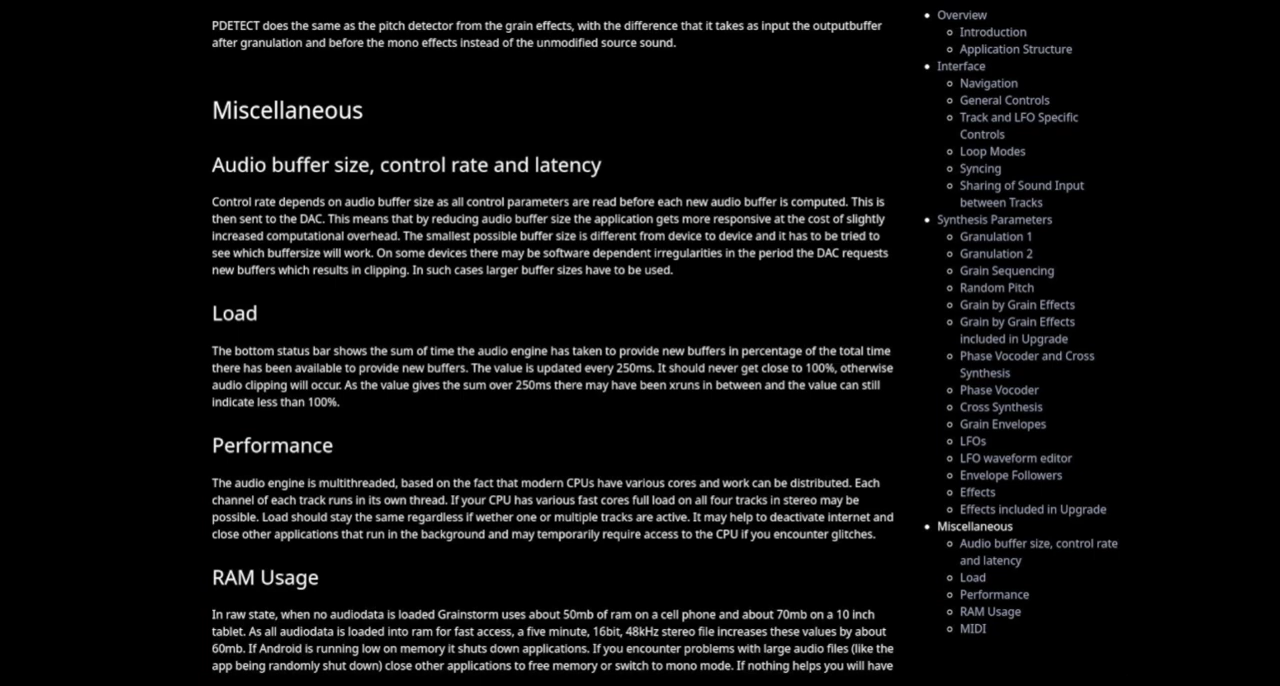 PDETECT does the same as the pitch detector from the grain effects, with the difference that it takes as input the outputbuffer
after granulation and before the mono effects instead of the unmodified source sound.
Miscellaneous
Audio buffer size, control rate and latency
Control rate depends on audio buffer size as all control parameters are read before each new audio buffer is computed. This is
then sent to the DAC. This means that by reducing audio buffer size the application gets more responsive at the cost of slightly
increased computational overhead. The smallest possible buffer size is different from device to device and it has to be tried to
see which buffersize will work. On some devices there may be software dependent irregularities in the period the DAC requests
new buffers which results in clipping. In such cases larger buffer sizes have to be used.
Load
The bottom status bar shows the sum of time the audio engine has taken to provide new buffers in percentage of the total time
there has been available to provide new buffers. The value is updated every 250ms. It should never get close to 100%, otherwise
audio clipping will occur. As the value gives the sum over 250ms there may have been xruns in between and the value can still
indicate less than 100%.
Performance
The audio engine is multithreaded, based on the fact that modern CPUs have various cores and work can be distributed. Each
channel of each track runs in its own thread. If your CPU has various fast cores full load on all four tracks in stereo may be
possible. Load should stay the same regardless if wether one or multiple tracks are active. It may help to deactivate internet and
close other applications that run in the background and may temporarily require access to the CPU if you encounter glitches.
RAM Usage
In raw state, when no audiodata is loaded Grainstorm uses about 50mb of ram on a cell phone and about 70mb on a 10 inch
tablet. As all audiodata is loaded into ram for fast access, a five minute, 16bit, 48kHz stereo file increases these values by about
60mb. If Android is running low on memory it shuts down applications. If you encounter problems with large audio files (like the
app being randomly shut down) close other applications to free memory or switch to mono mode. If nothing helps you will have
Overview
Introduction
Application Structure
Interface
Navigation
General Controls
Track and LFO Specific
Controls
Loop Modes
Syncing
Sharing of Sound Input
between Tracks
Synthesis Parameters
Granulation 1
Granulation 2
Grain Sequencing
Random Pitch
Grain by Grain Effects
Grain by Grain Effects
included in Upgrade
Phase Vocoder and Cross
Synthesis
Phase Vocoder
Cross Synthesis
Grain Envelopes
LFOs
LFO waveform editor
Envelope Followers
Effects
Effects included in Upgrade
Miscellaneous
Audio buffer size, control rate
and latency
Load
Performance
RAM Usage
MIDI